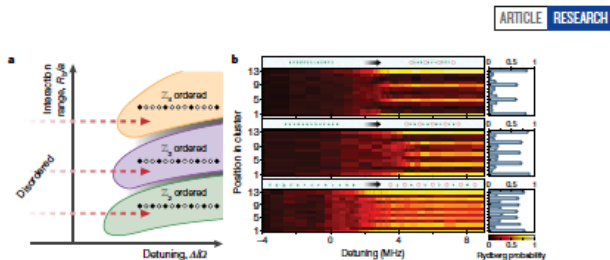 ARTICLE RESEARCH
a
Interaction range, R_b/a
Disordered
ℤ₄ ordered
ℤ₃ ordered
ℤ₂ ordered
Detuning, Δ/Ω
b
Position in cluster
13
9
5
1
13
9
5
1
13
9
5
1
−4
0
4
8
Detuning (MHz)
0 0.5 1
0 0.5 1
0 0.5 1
0 0.5 1
Rydberg probability